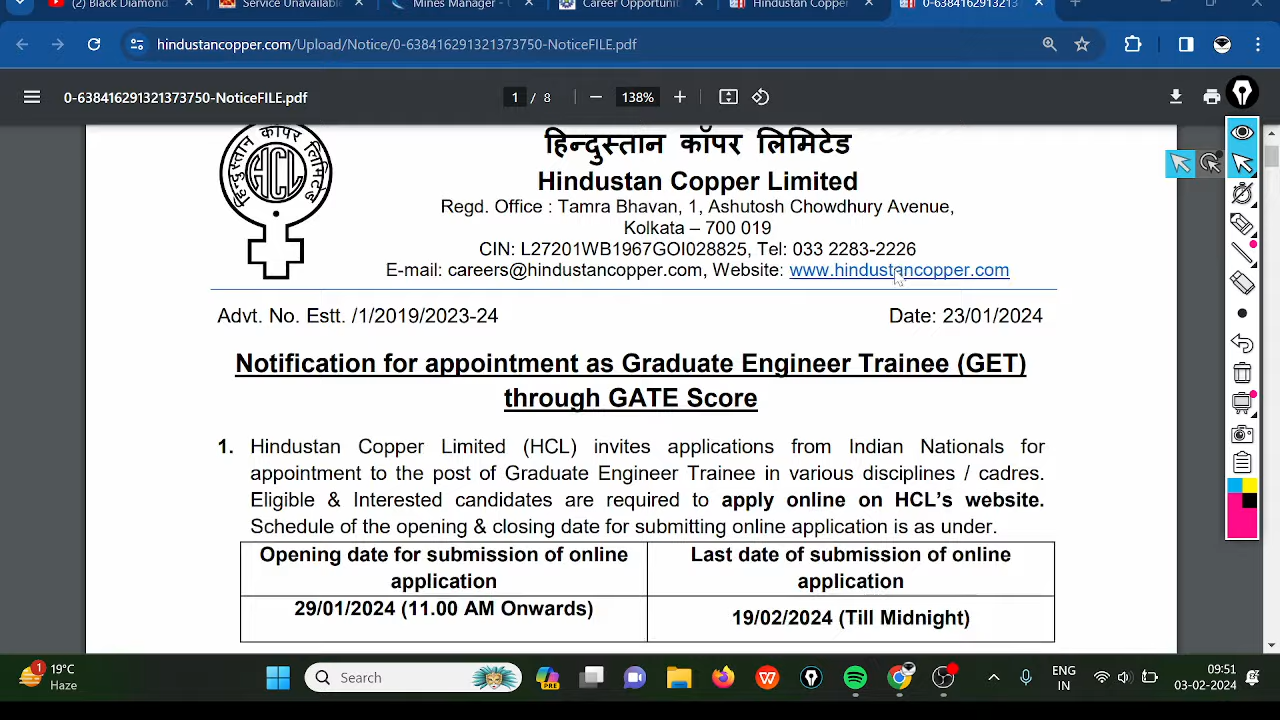 (2) Black Diamond
Service Unavailabl
Mines Manager - C
Career Opportunit
Hindustan Copper
0-6384162913213
hindustancopper.com/Upload/Notice/0-638416291321373750-NoticeFILE.pdf
0-638416291321373750-NoticeFILE.pdf
1 / 8
138%
हिन्दुस्तान कॉपर लिमिटेड
हिन्दुस्तान कॉपर लिमिटेड
HCL
Hindustan Copper Limited
Regd. Office : Tamra Bhavan, 1, Ashutosh Chowdhury Avenue,
Kolkata – 700 019
CIN: L27201WB1967GOI028825, Tel: 033 2283-2226
E-mail: careers@hindustancopper.com, Website: www.hindustancopper.com
Advt. No. Estt. /1/2019/2023-24
Date: 23/01/2024
Notification for appointment as Graduate Engineer Trainee (GET)
through GATE Score
1. Hindustan Copper Limited (HCL) invites applications from Indian Nationals for
appointment to the post of Graduate Engineer Trainee in various disciplines / cadres.
Eligible & Interested candidates are required to apply online on HCL’s website.
Schedule of the opening & closing date for submitting online application is as under.
Opening date for submission of online
application
Last date of submission of online
application
29/01/2024 (11.00 AM Onwards)
19/02/2024 (Till Midnight)
1
19°C
Haze
Search
PRE
ENG
IN
09:51
03-02-2024